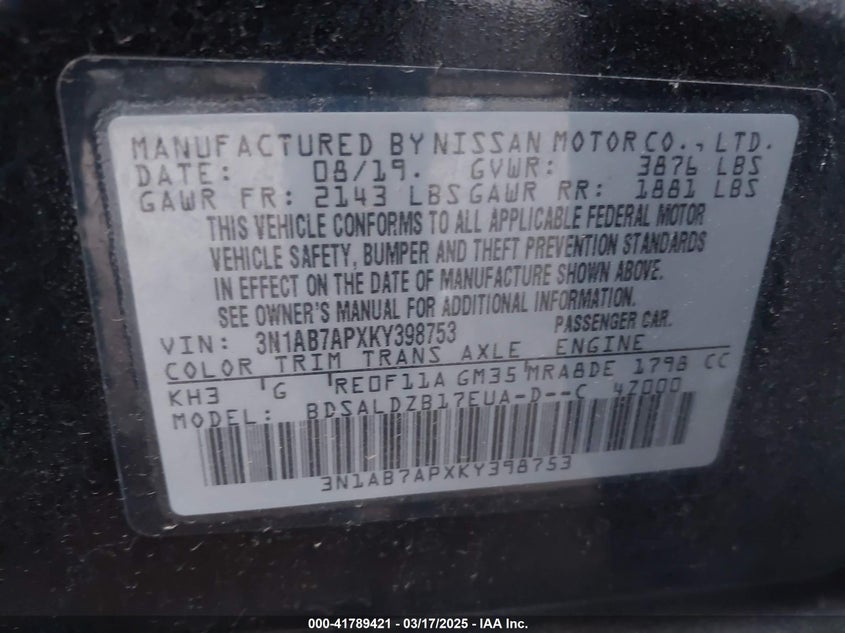 MANUFACTURED BY NISSAN MOTOR CO., LTD.
DATE: 08/19. GVWR: 3876 LBS
GAWR FR: 2143 LBS GAWR RR: 1881 LBS
THIS VEHICLE CONFORMS TO ALL APPLICABLE FEDERAL MOTOR
VEHICLE SAFETY, BUMPER AND THEFT PREVENTION STANDARDS
IN EFFECT ON THE DATE OF MANUFACTURE SHOWN ABOVE.
SEE OWNER'S MANUAL FOR ADDITIONAL INFORMATION.
VIN: 3N1AB7APXKY398753 PASSENGER CAR.
COLOR TRIM TRANS AXLE ENGINE
KH3 G RE0F11A GM35 MRA8DE 1798 CC
MODEL: BDSALDZB17EUA-D--C 4Z000
3N1AB7APXKY398753
000-41789421 - 03/17/2025 - IAA Inc.